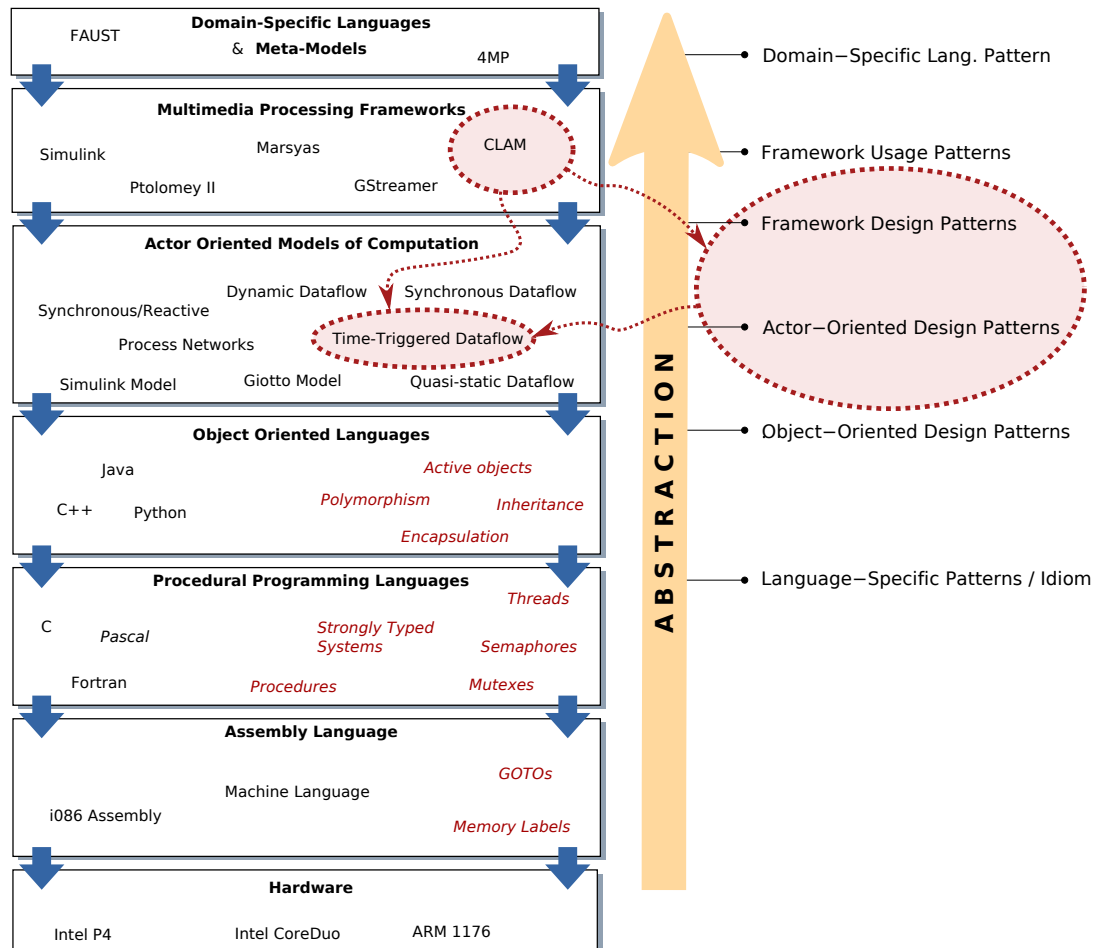 Domain-Specific Languages
& Meta-Models
FAUST
4MP
Multimedia Processing Frameworks
CLAM
Marsyas
Simulink
Ptolomey II
GStreamer
Actor Oriented Models of Computation
Dynamic Dataflow
Synchronous Dataflow
Synchronous/Reactive
Time-Triggered Dataflow
Process Networks
Simulink Model
Giotto Model
Quasi-static Dataflow
Object Oriented Languages
Java
Active objects
Polymorphism
Inheritance
C++
Python
Encapsulation
Procedural Programming Languages
Threads
C
Pascal
Strongly Typed
Systems
Semaphores
Fortran
Procedures
Mutexes
Assembly Language
GOTOs
Machine Language
i086 Assembly
Memory Labels
Hardware
Intel P4
Intel CoreDuo
ARM 1176
ABSTRACTION
Domain−Specific Lang. Pattern
Framework Usage Patterns
Framework Design Patterns
Actor−Oriented Design Patterns
Object−Oriented Design Patterns
Language−Specific Patterns / Idiom